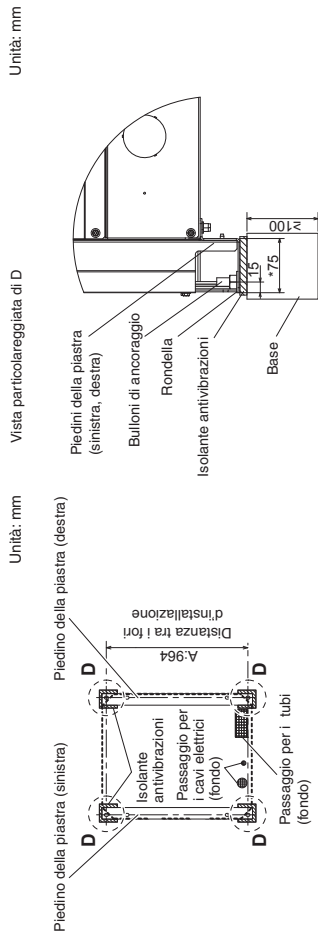 Unità: mm
Piedino della piastra (sinistra)
Piedino della piastra (destra)
D
D
Isolante
antivibrazioni
Passaggio per
i cavi elettrici
(fondo)
A:964
Distanza tra i fori
d'installazione
D
D
Passaggio per i tubi
(fondo)
Vista particolareggiata di D
Unità: mm
Piedini della piastra
(sinistra, destra)
Bulloni di ancoraggio
Rondella
Isolante antivibrazioni
Base
15
*75
≥100